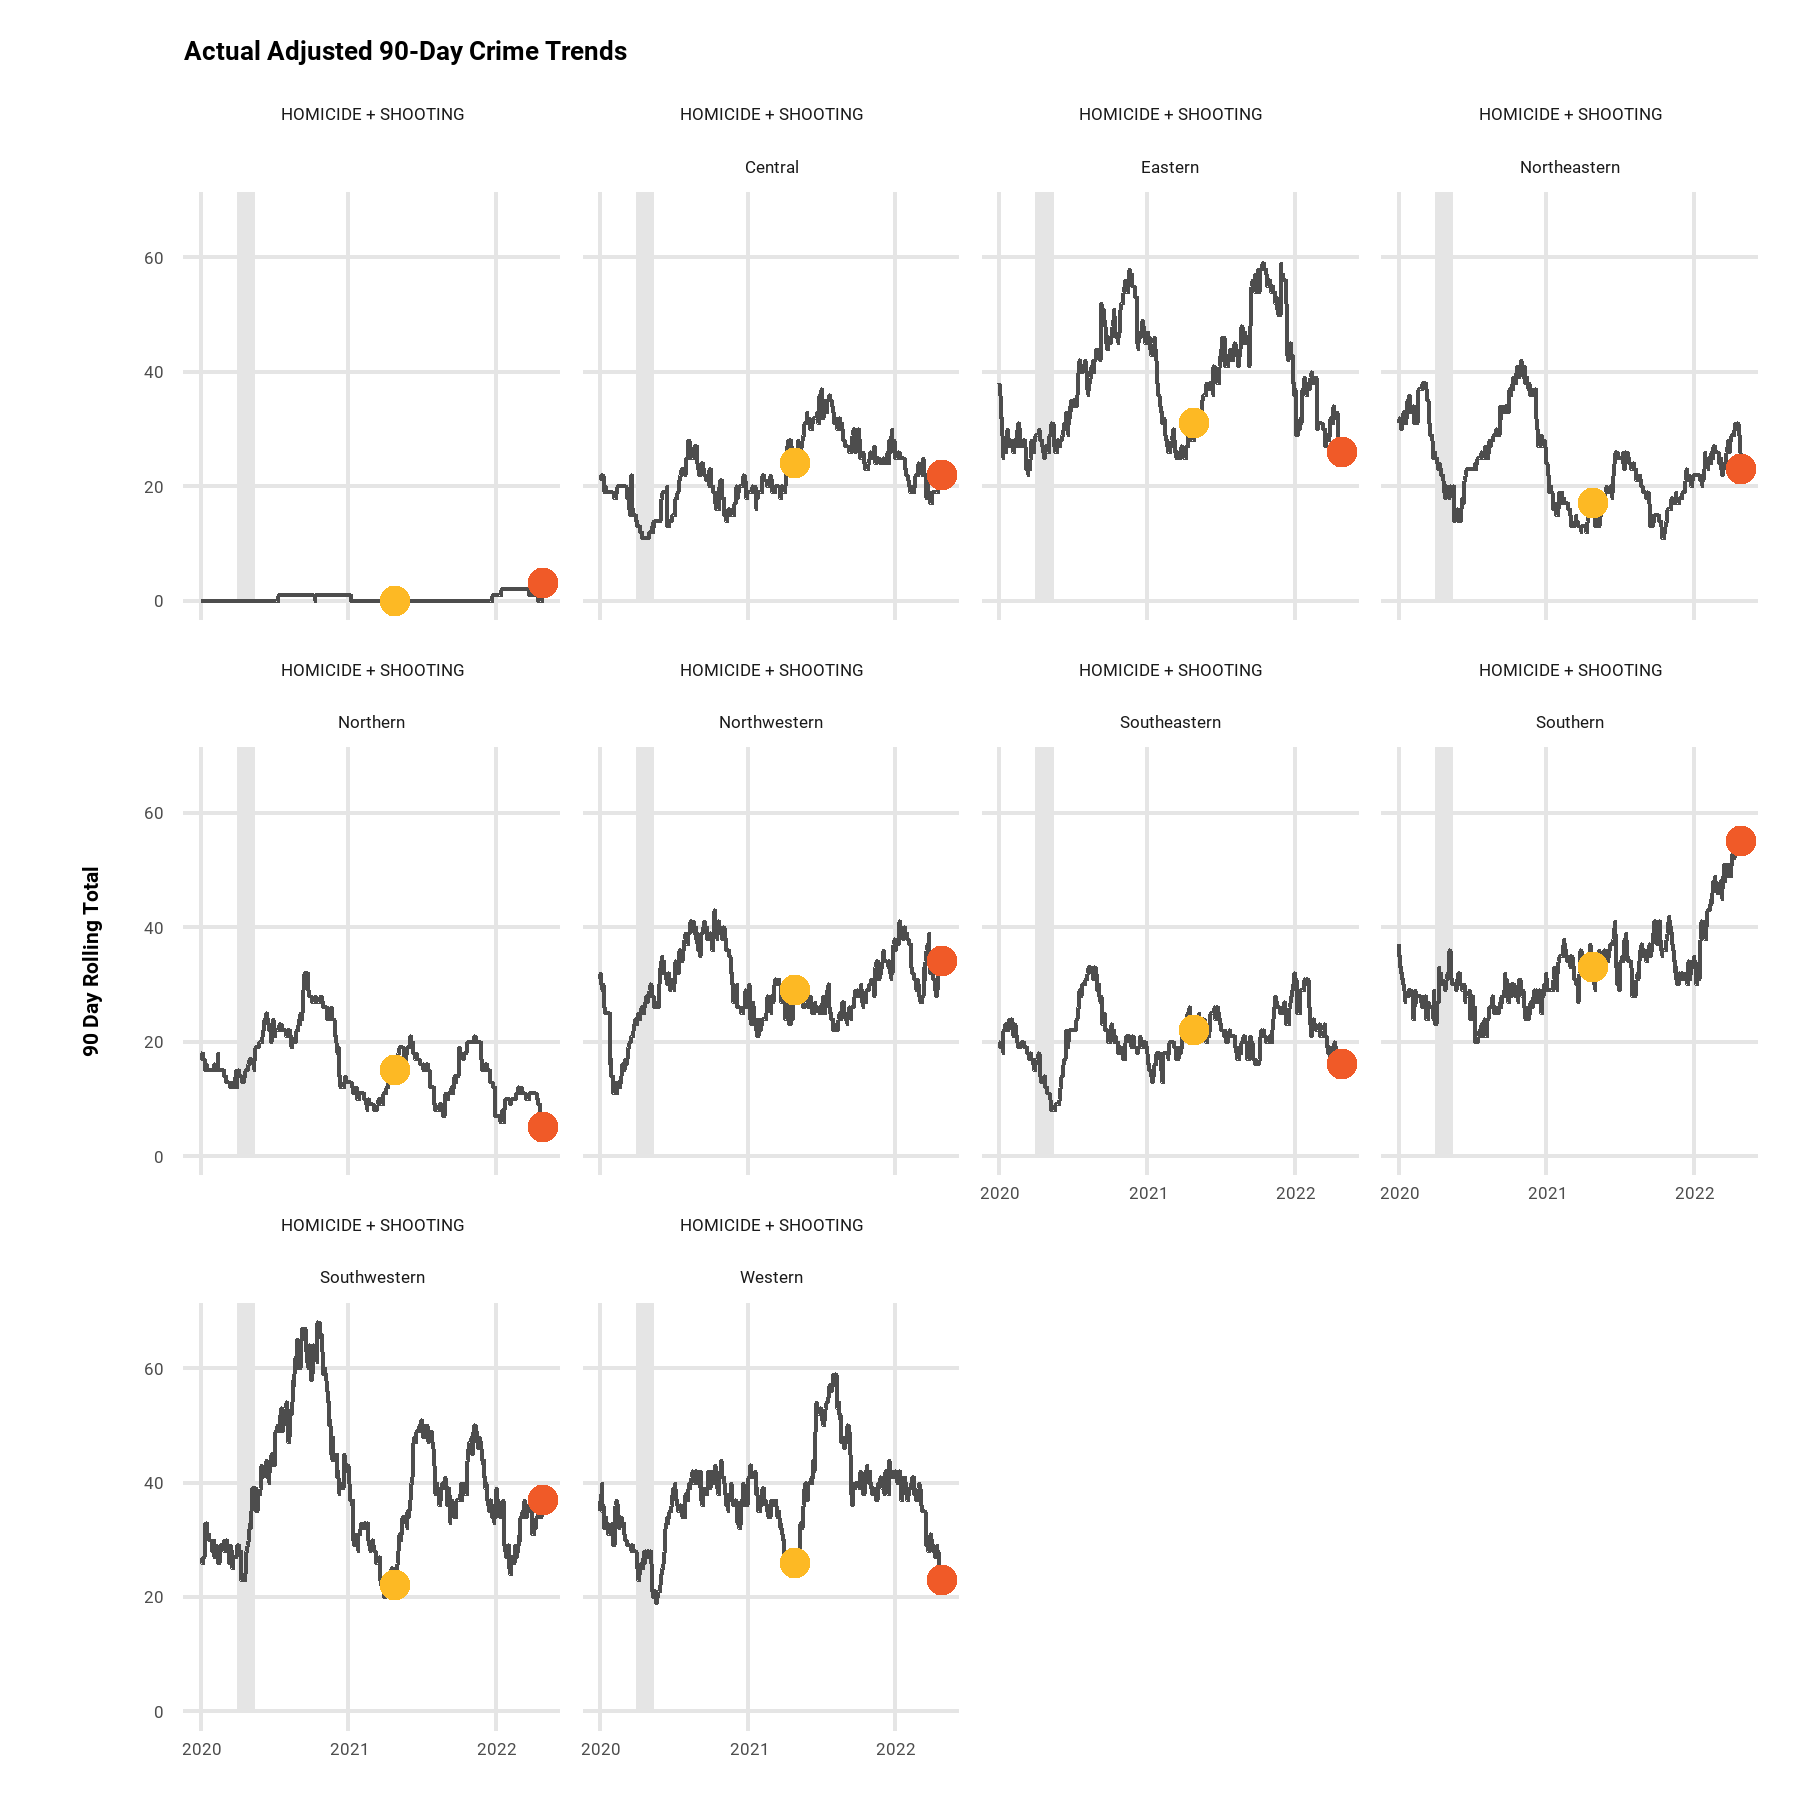 Actual Adjusted 90-Day Crime Trends
HOMICIDE + SHOOTING
HOMICIDE + SHOOTING
HOMICIDE + SHOOTING
HOMICIDE + SHOOTING
Central
Eastern
Northeastern
60
40
20
0
HOMICIDE + SHOOTING
HOMICIDE + SHOOTING
HOMICIDE + SHOOTING
HOMICIDE + SHOOTING
Northern
Northwestern
Southeastern
Southern
90 Day Rolling Total
60
40
20
0
2020
2021
2022
2020
2021
2022
HOMICIDE + SHOOTING
HOMICIDE + SHOOTING
Southwestern
Western
60
40
20
0
2020
2021
2022
2020
2021
2022